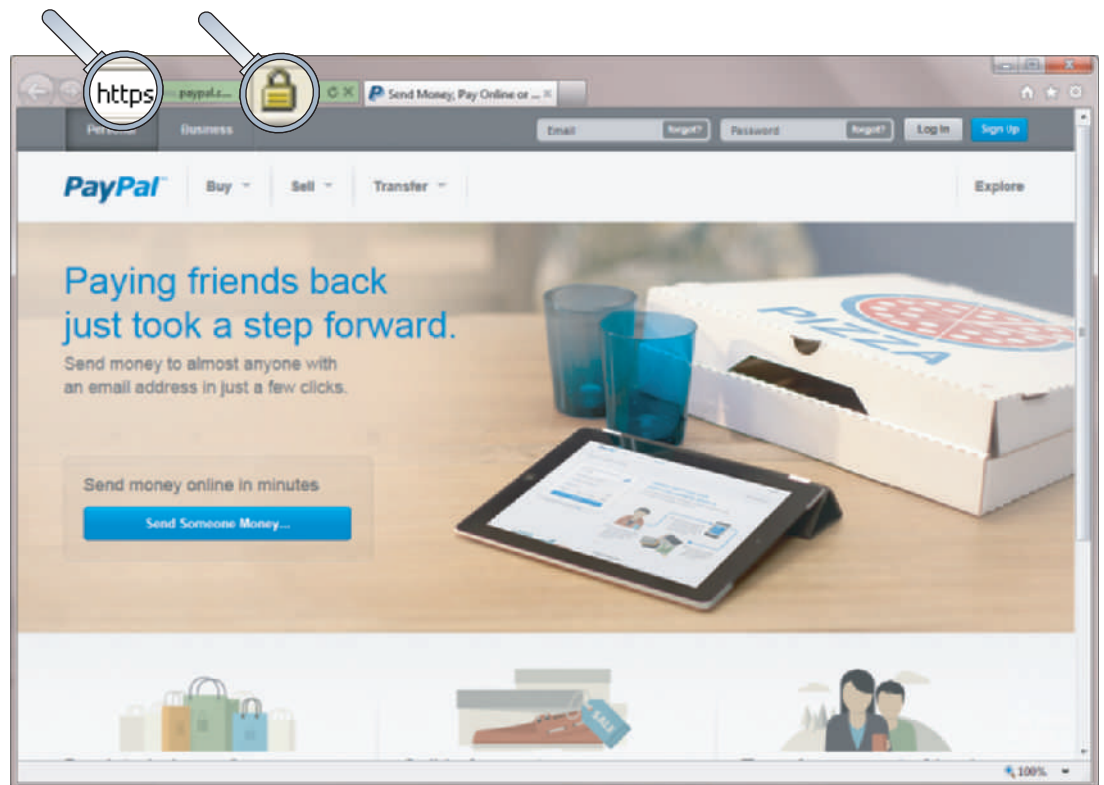 https
paypal.c...
Send Money, Pay Online or ...
Personal
Business
Email
forgot?
Password
forgot?
Log In
Sign Up
PayPal
Buy
Sell
Transfer
Explore
Paying friends back
just took a step forward.
Send money to almost anyone with
an email address in just a few clicks.
PIZZA
Send money online in minutes
Send Someone Money...
SALE
100%